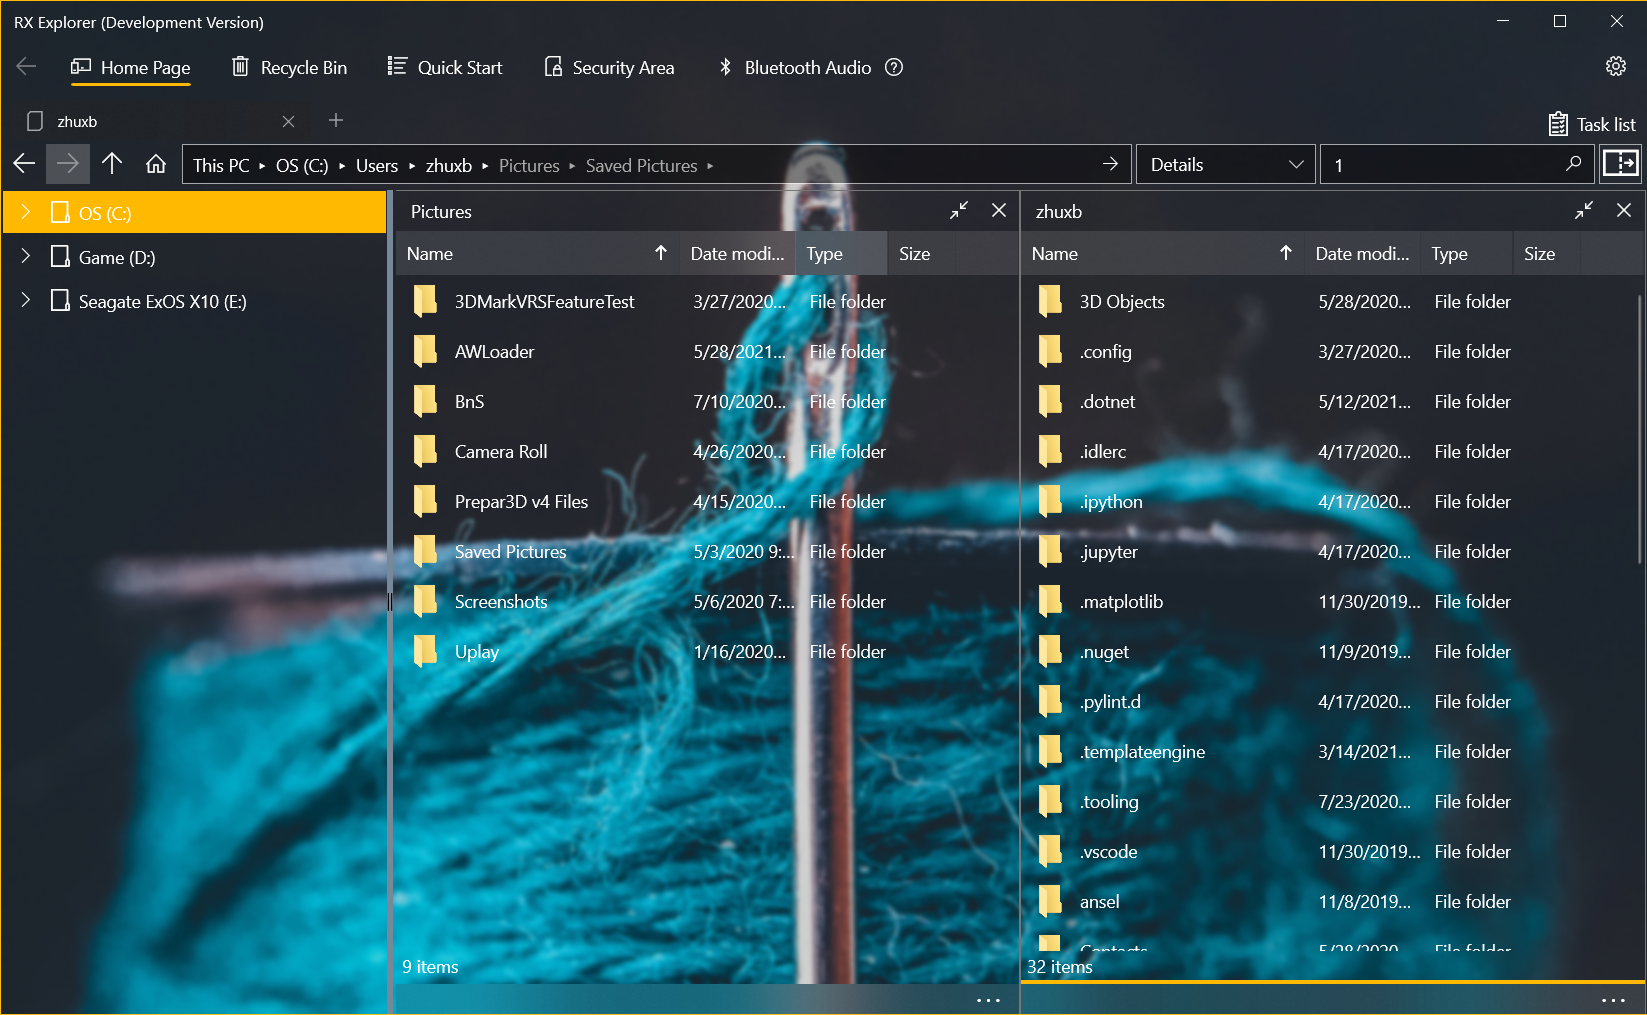 RX Explorer (Development Version)
Home Page Recycle Bin Quick Start Security Area Bluetooth Audio
zhuxb
Task list
This PC OS (C:) Users zhuxb Pictures Saved Pictures Details 1
OS (C:)
Game (D:)
Seagate ExOS X10 (E:)
Pictures
Name Date modi... Type Size
3DMarkVRSFeatureTest 3/27/2020... File folder
AWLoader 5/28/2021... File folder
BnS 7/10/2020... File folder
Camera Roll 4/26/2020... File folder
Prepar3D v4 Files 4/15/2020... File folder
Saved Pictures 5/3/2020 9:... File folder
Screenshots 5/6/2020 7:... File folder
Uplay 1/16/2020... File folder
9 items
zhuxb
Name Date modi... Type Size
3D Objects 5/28/2020... File folder
.config 3/27/2020... File folder
.dotnet 5/12/2021... File folder
.idlerc 4/17/2020... File folder
.ipython 4/17/2020... File folder
.jupyter 4/17/2020... File folder
.matplotlib 11/30/2019... File folder
.nuget 11/9/2019... File folder
.pylint.d 4/17/2020... File folder
.templateengine 3/14/2021... File folder
.tooling 7/23/2020... File folder
.vscode 11/30/2019... File folder
ansel 11/8/2019... File folder
Contacts 5/28/2020... File folder
32 items